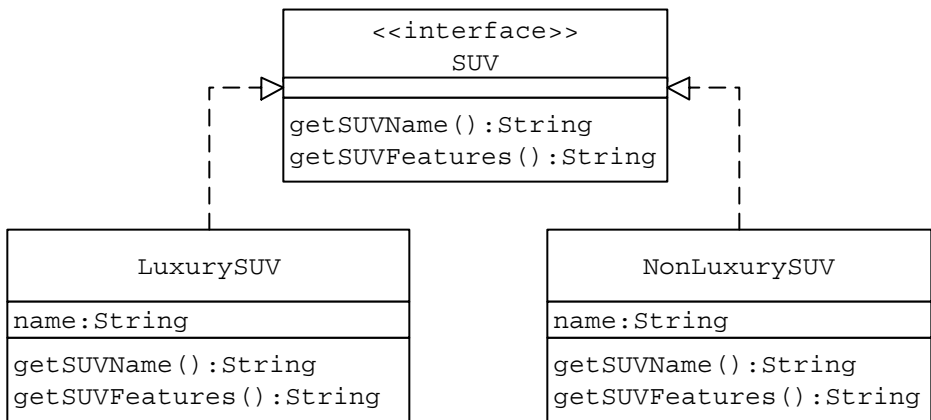 <<interface>>
SUV
getSUVName():String
getSUVFeatures():String
LuxurySUV
name:String
getSUVName():String
getSUVFeatures():String
NonLuxurySUV
name:String
getSUVName():String
getSUVFeatures():String